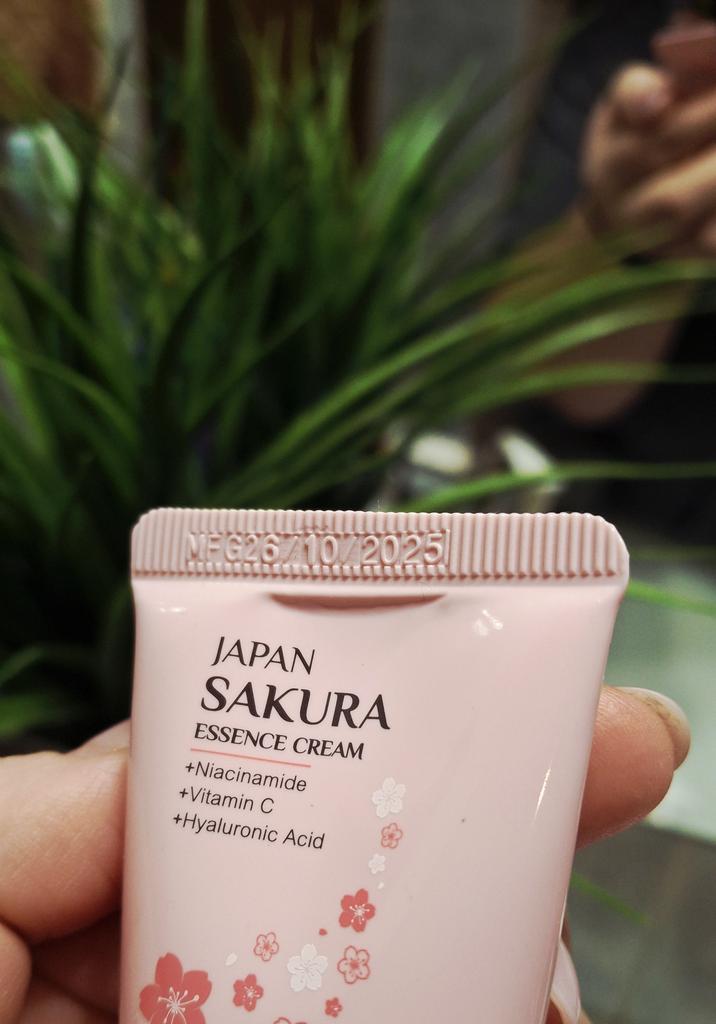 MFG26/10/2025
JAPAN
SAKURA
ESSENCE CREAM
+Niacinamide
+Vitamin C
+Hyaluronic Acid